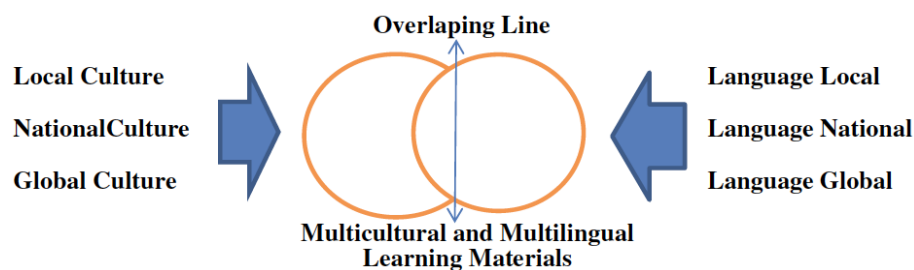 Overlaping Line
Local Culture
NationalCulture
Global Culture
Language Local
Language National
Language Global
Multicultural and Multilingual
Learning Materials